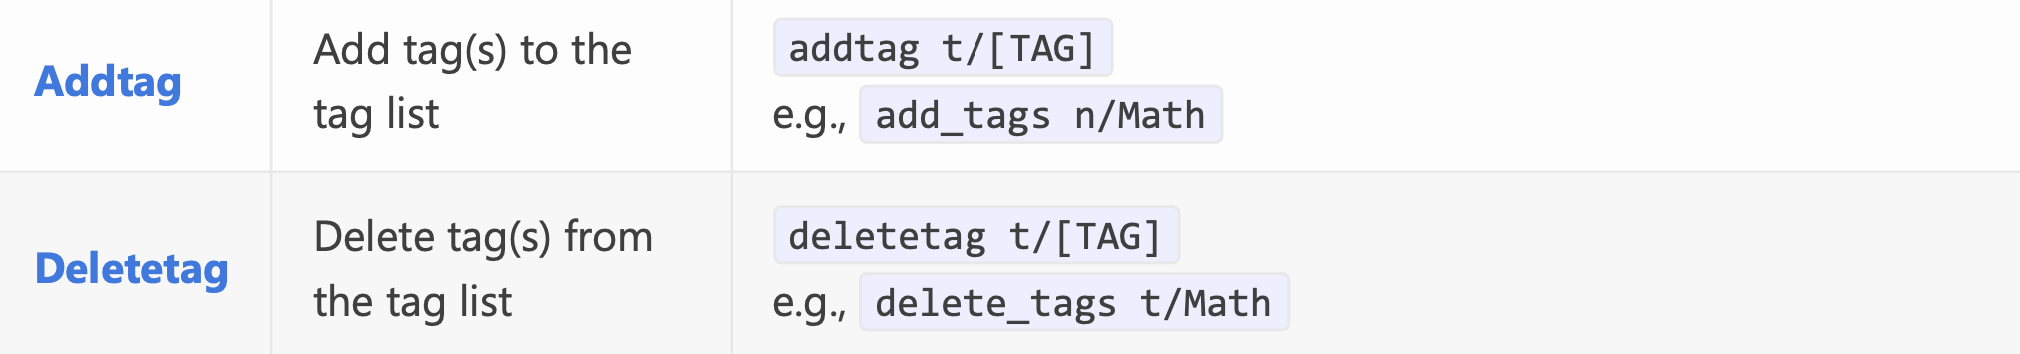 Addtag
Add tag(s) to the
tag list
addtag t/[TAG]
e.g., add_tags n/Math
Deletetag
Delete tag(s) from
the tag list
deletetag t/[TAG]
e.g., delete_tags t/Math